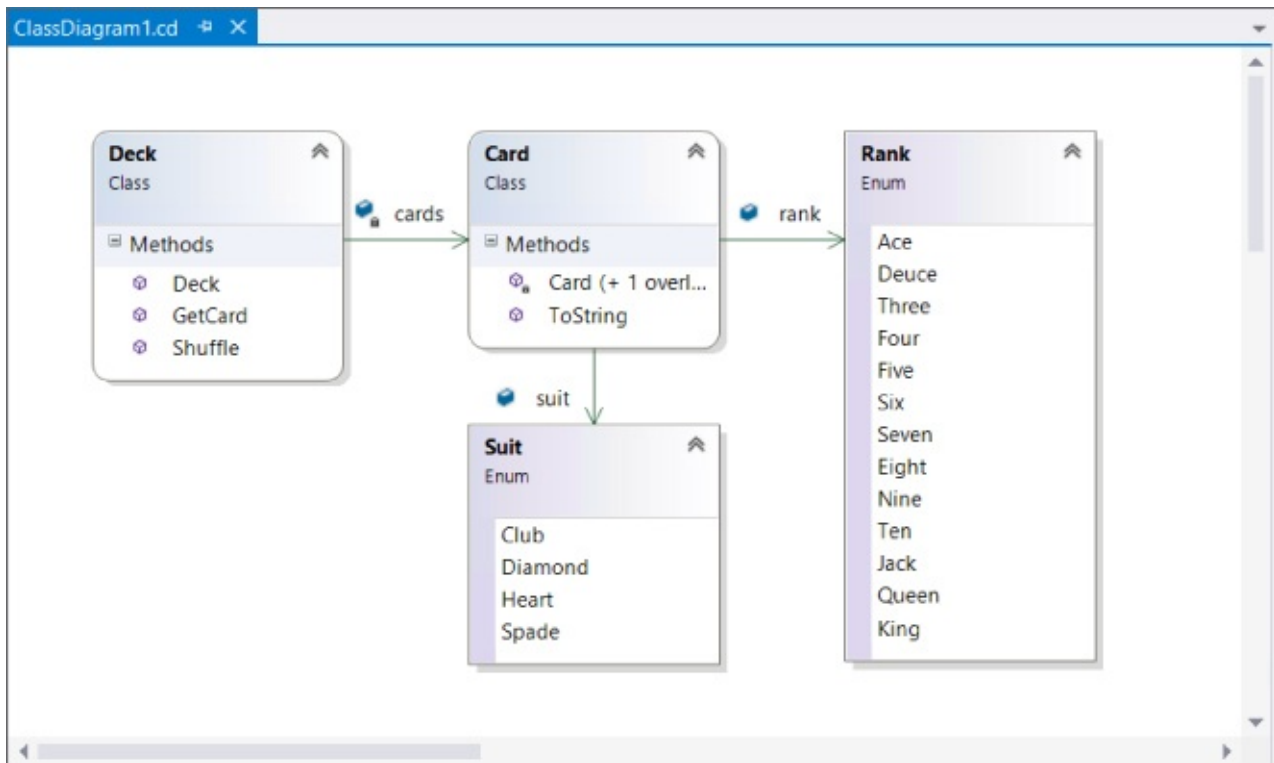 ClassDiagram1.cd
Deck
Class
Methods
Deck
GetCard
Shuffle
cards
Card
Class
Methods
Card (+ 1 overl...
ToString
rank
Rank
Enum
Ace
Deuce
Three
Four
Five
Six
Seven
Eight
Nine
Ten
Jack
Queen
King
suit
Suit
Enum
Club
Diamond
Heart
Spade